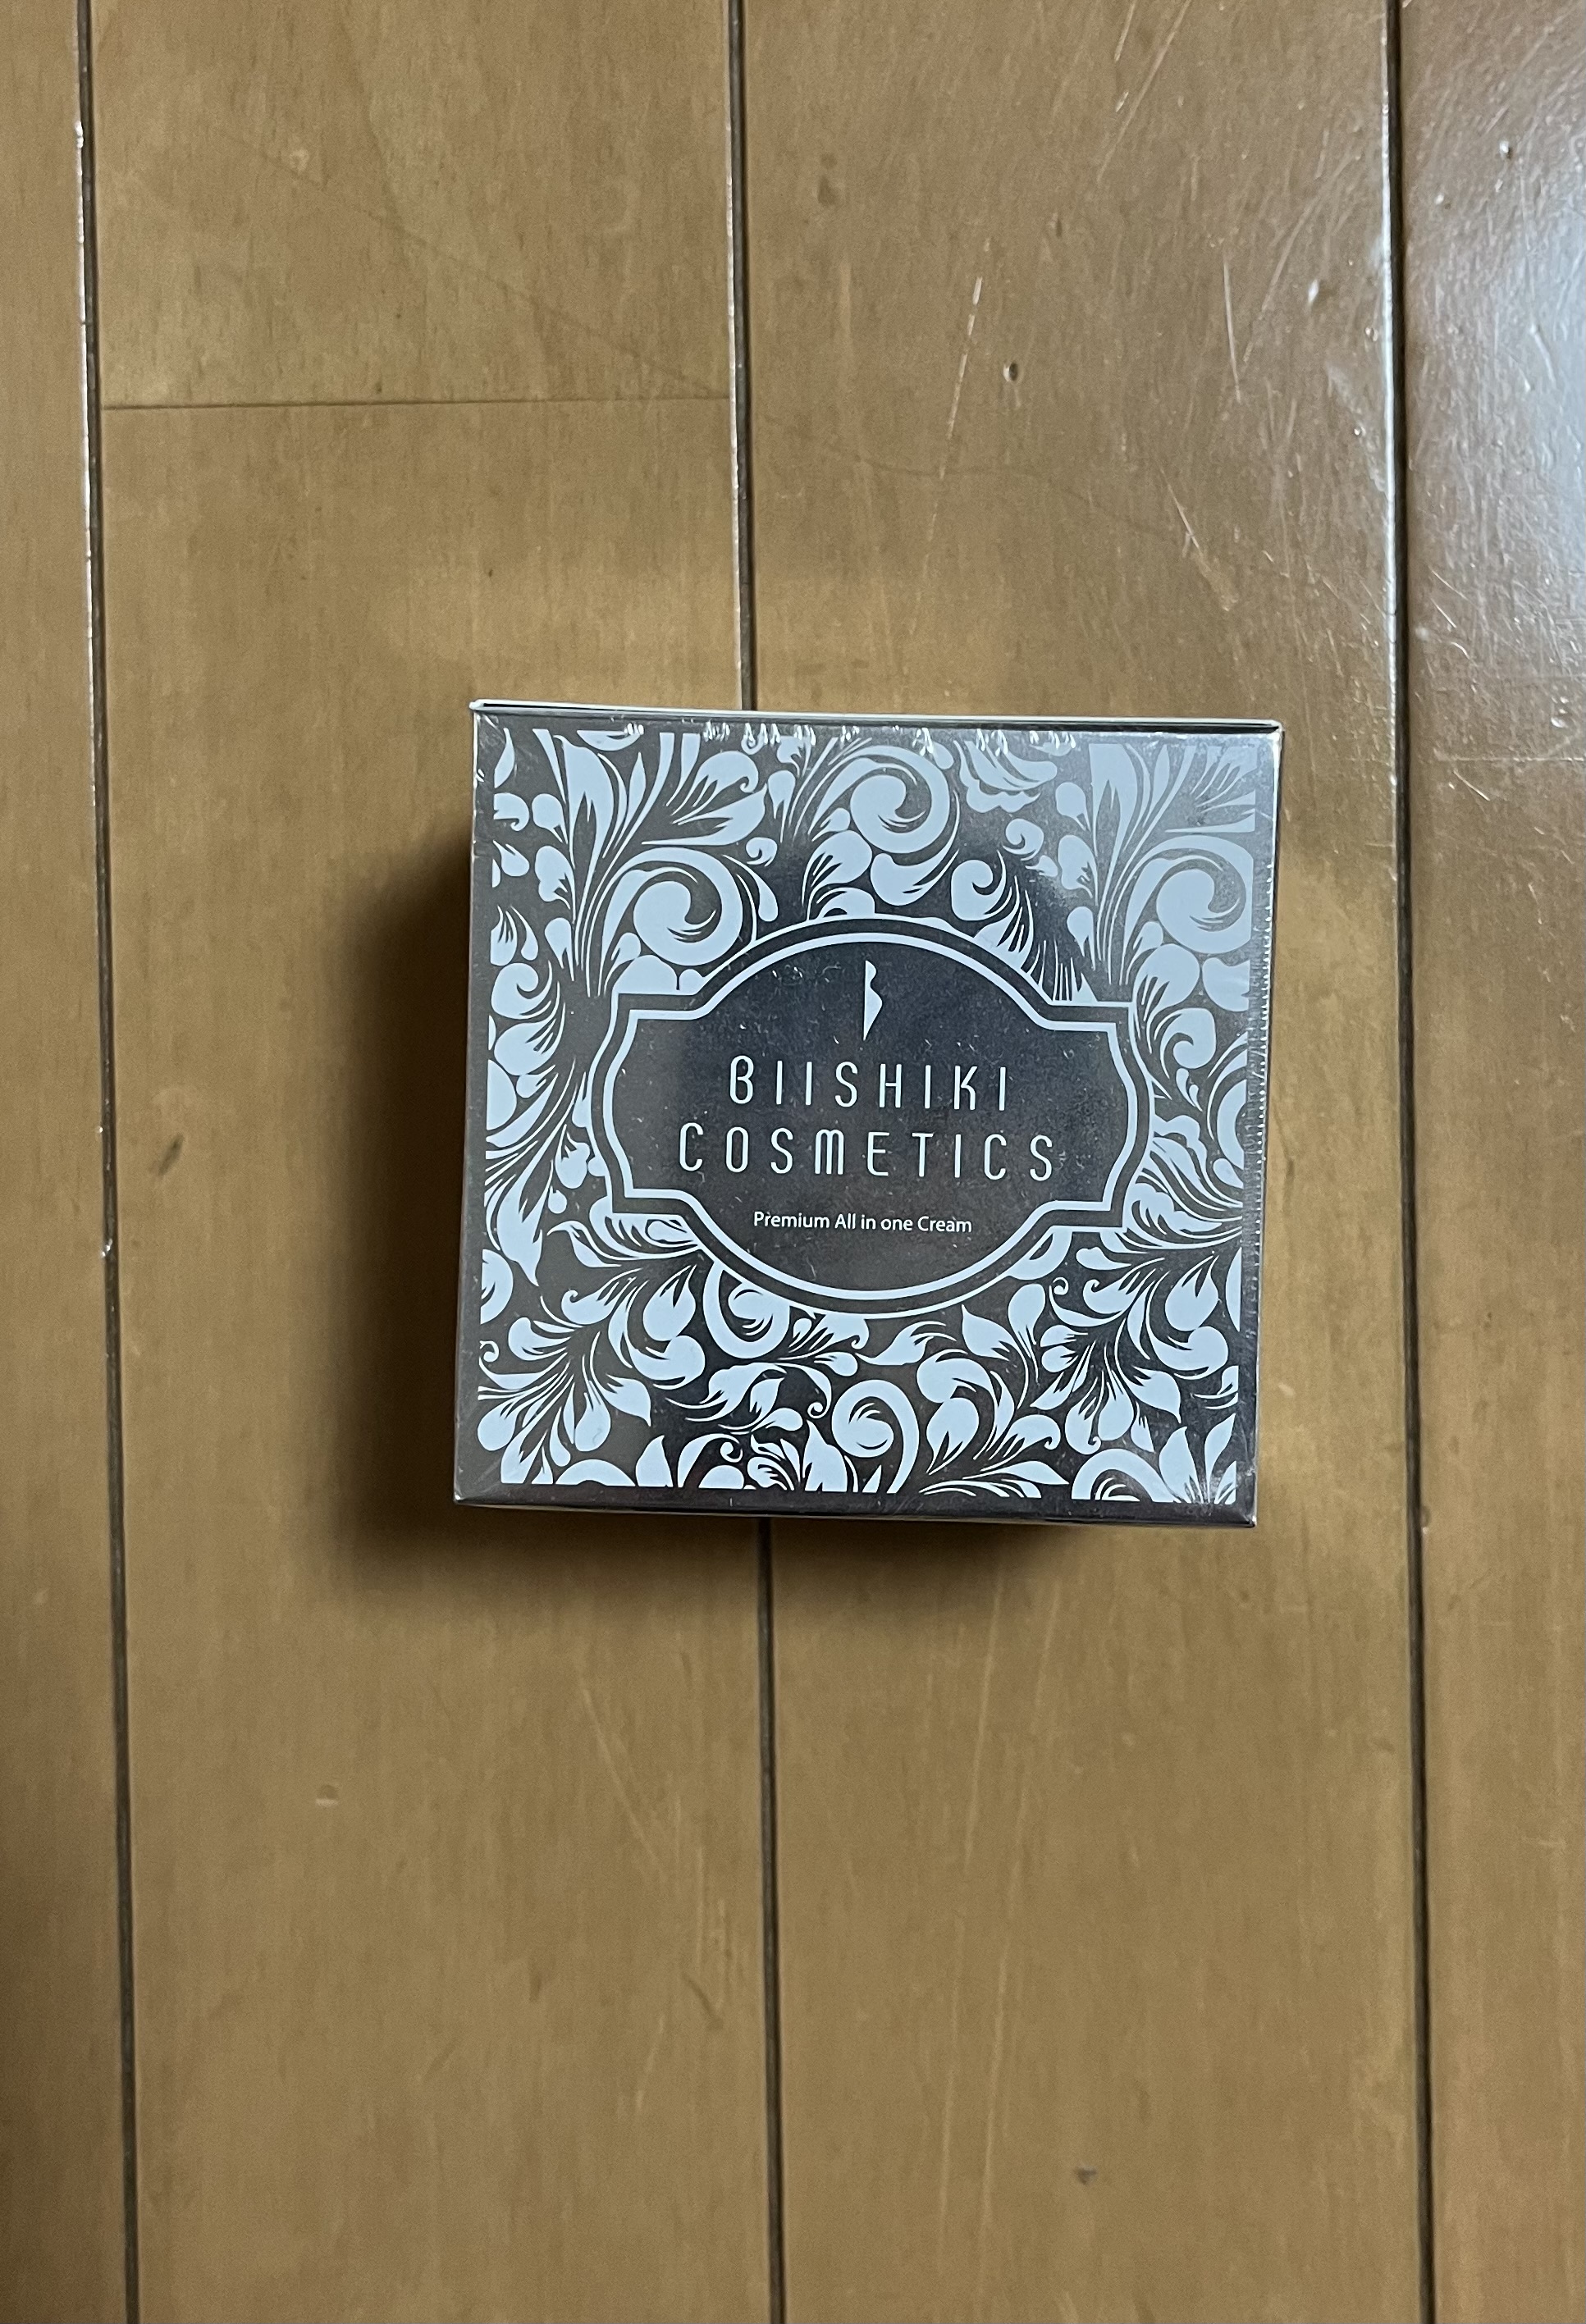 BIISHIKI
COSMETICS
Premium All in one Cream